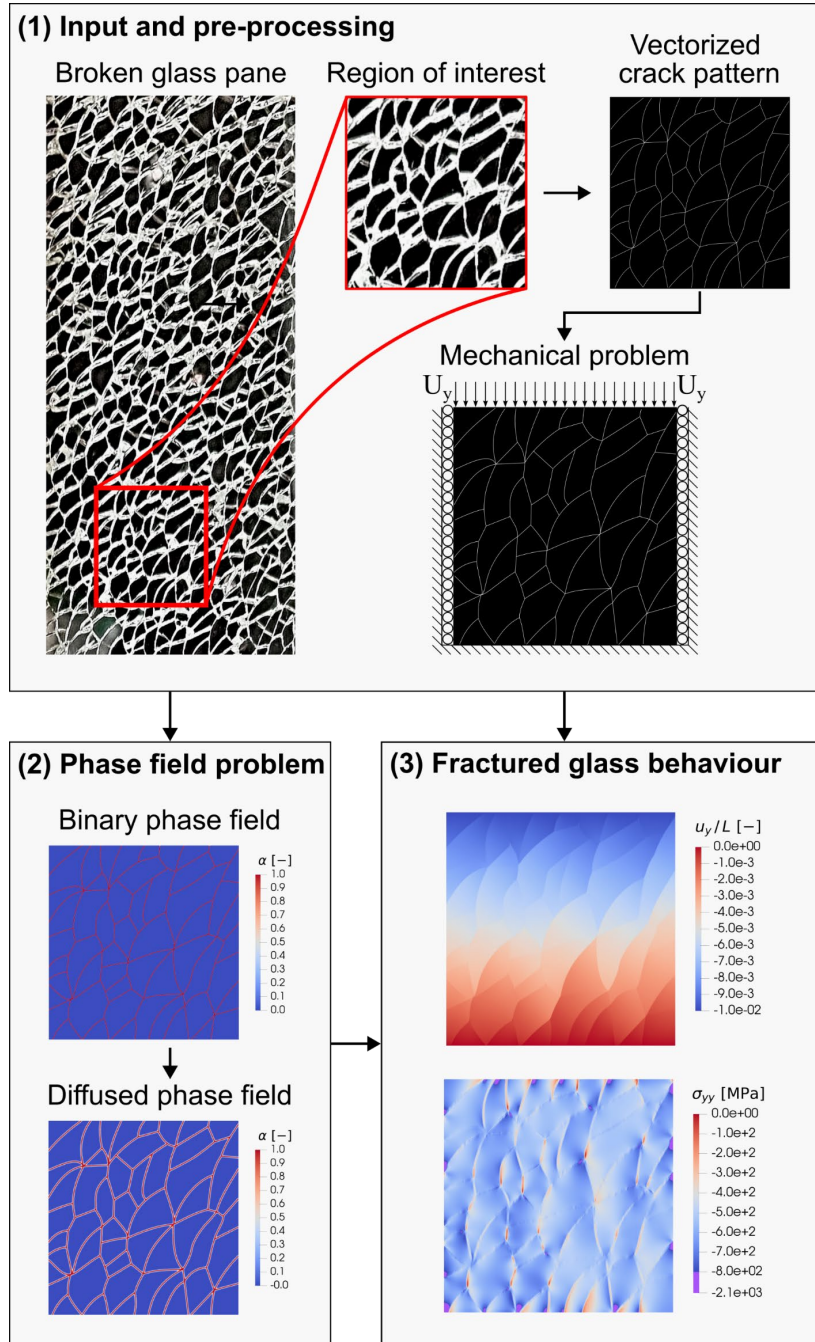 (1) Input and pre-processing
Broken glass pane
Region of interest
Vectorized
crack pattern
Mechanical problem
U_y
U_y
(2) Phase field problem
Binary phase field
α [−]
1.0
0.9
0.8
0.7
0.6
0.5
0.4
0.3
0.2
0.1
0.0
Diffused phase field
α [−]
1.0
0.9
0.8
0.7
0.6
0.5
0.4
0.3
0.2
0.1
-0.0
(3) Fractured glass behaviour
u_y/L [−]
0.0e+00
-1.0e-3
-2.0e-3
-3.0e-3
-4.0e-3
-5.0e-3
-6.0e-3
-7.0e-3
-8.0e-3
-9.0e-3
-1.0e-02
σ_yy [MPa]
0.0e+00
-1.0e+2
-2.0e+2
-3.0e+2
-4.0e+2
-5.0e+2
-6.0e+2
-7.0e+2
-8.0e+02
-2.1e+03